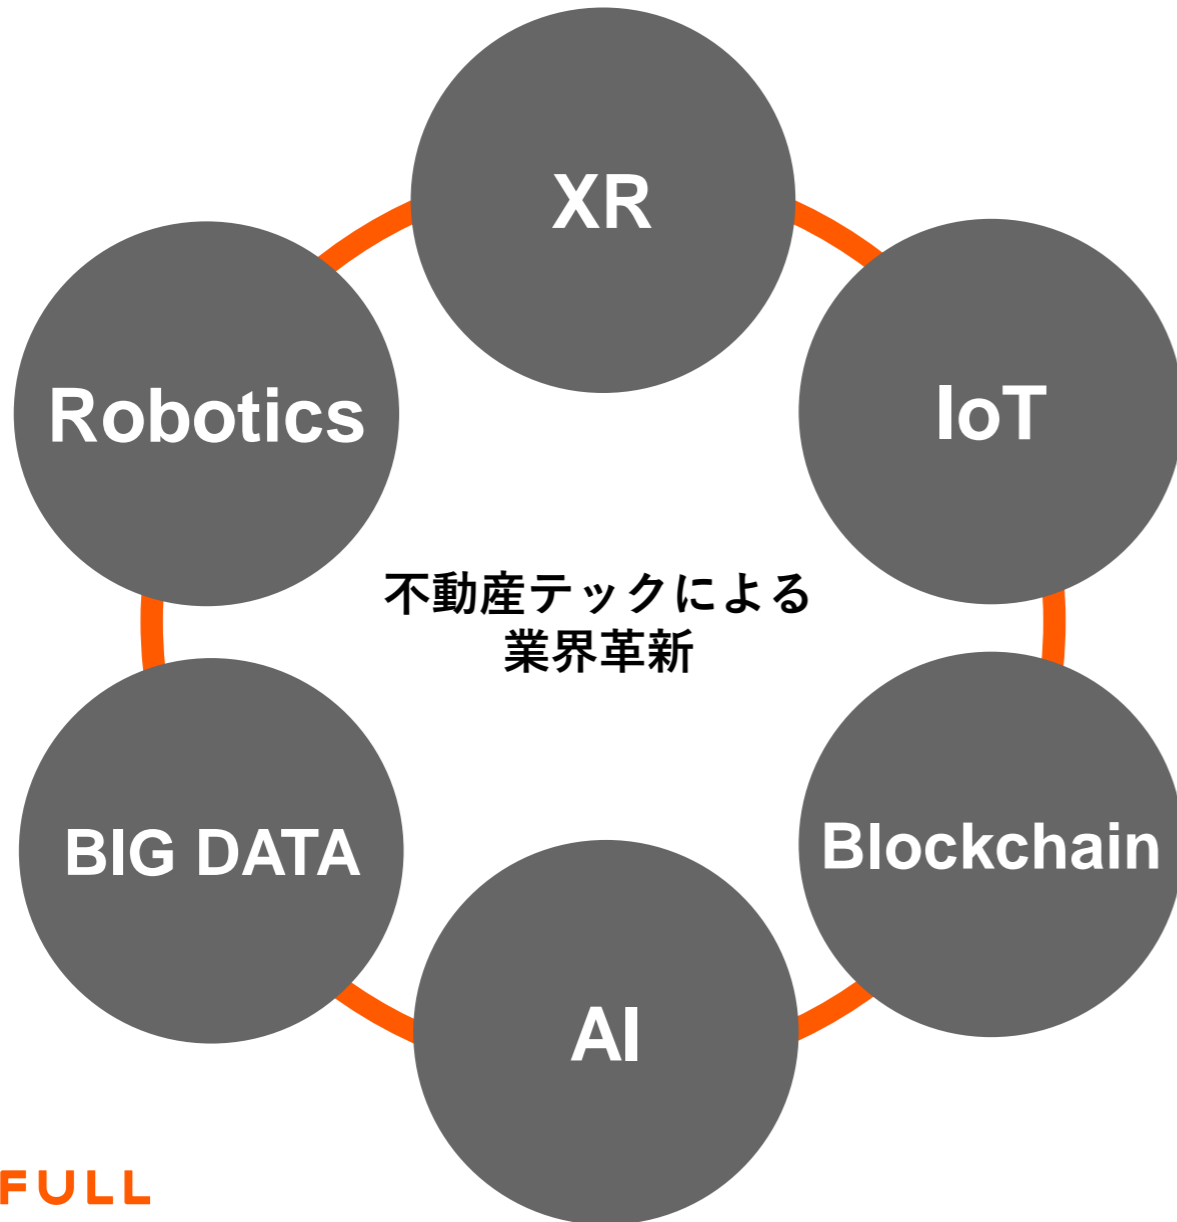 XR
Robotics
IoT
不動産テックによる
業界革新
BIG DATA
Blockchain
AI
FULL